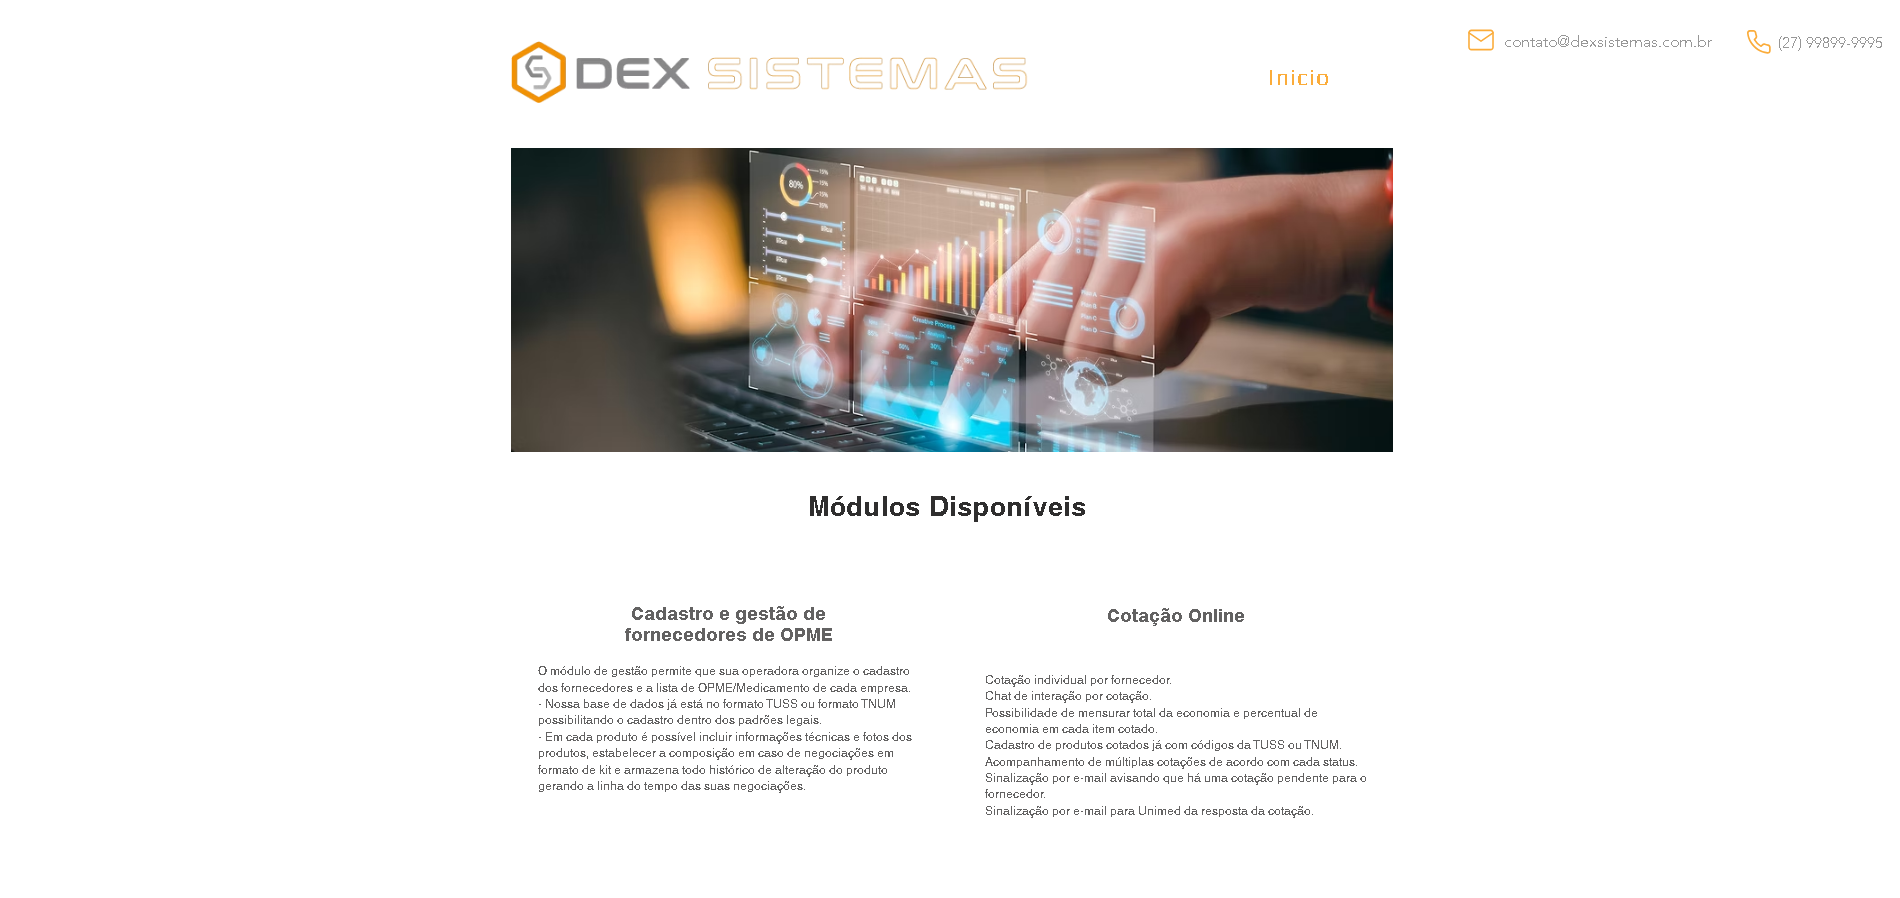 DEX SISTEMAS
Inicio
contato@dexsistemas.com.br
(27) 99899-9995
80%
Creative Process
Módulos Disponíveis
Cadastro e gestão de
fornecedores de OPME
O módulo de gestão permite que sua operadora organize o cadastro
dos fornecedores e a lista de OPME/Medicamento de cada empresa.
- Nossa base de dados já está no formato TUSS ou formato TNUM
possibilitando o cadastro dentro dos padrões legais.
- Em cada produto é possível incluir informações técnicas e fotos dos
produtos, estabelecer a composição em caso de negociações em
formato de kit e armazena todo histórico de alteração do produto
gerando a linha do tempo das suas negociações.
Cotação Online
Cotação individual por fornecedor.
Chat de interação por cotação.
Possibilidade de mensurar total da economia e percentual de
economia em cada item cotado.
Cadastro de produtos cotados já com códigos da TUSS ou TNUM.
Acompanhamento de múltiplas cotações de acordo com cada status.
Sinalização por e-mail avisando que há uma cotação pendente para o
fornecedor.
Sinalização por e-mail para Unimed da resposta da cotação.